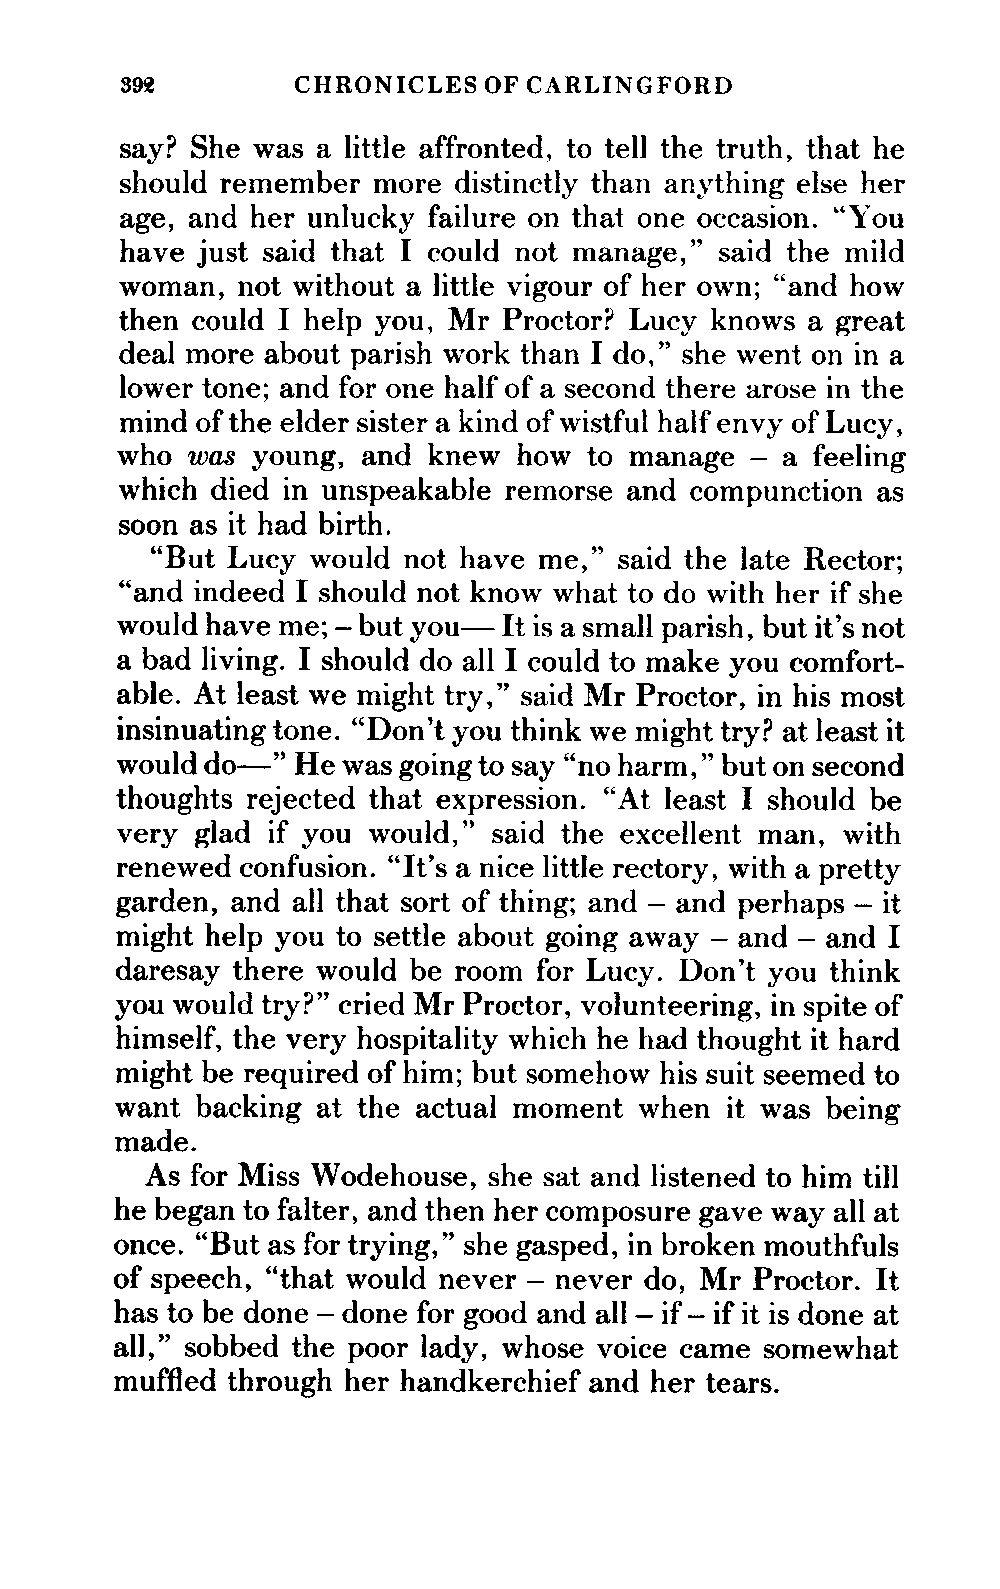 392 CHRONICLES OF CARLINGFORD
say? She was a little affronted, to tell the truth, that he
should remember more distinctly than anything else her
age, and her unlucky failure on that one occasion. “You
have just said that I could not manage,” said the mild
woman, not without a little vigour of her own; “and how
then could I help you, Mr Proctor? Lucy knows a great
deal more about parish work than I do,” she went on in a
lower tone; and for one half of a second there arose in the
mind of the elder sister a kind of wistful half envy of Lucy,
who was young, and knew how to manage – a feeling
which died in unspeakable remorse and compunction as
soon as it had birth.
“But Lucy would not have me,” said the late Rector;
“and indeed I should not know what to do with her if she
would have me; – but you— It is a small parish, but it’s not
a bad living. I should do all I could to make you comfort-
able. At least we might try,” said Mr Proctor, in his most
insinuating tone. “Don’t you think we might try? at least it
would do—” He was going to say “no harm,” but on second
thoughts rejected that expression. “At least I should be
very glad if you would,” said the excellent man, with
renewed confusion. “It’s a nice little rectory, with a pretty
garden, and all that sort of thing; and – and perhaps – it
might help you to settle about going away – and – and I
daresay there would be room for Lucy. Don’t you think
you would try?” cried Mr Proctor, volunteering, in spite of
himself, the very hospitality which he had thought it hard
might be required of him; but somehow his suit seemed to
want backing at the actual moment when it was being
made.
As for Miss Wodehouse, she sat and listened to him till
he began to falter, and then her composure gave way all at
once. “But as for trying,” she gasped, in broken mouthfuls
of speech, “that would never – never do, Mr Proctor. It
has to be done – done for good and all – if – if it is done at
all,” sobbed the poor lady, whose voice came somewhat
muffled through her handkerchief and her tears.